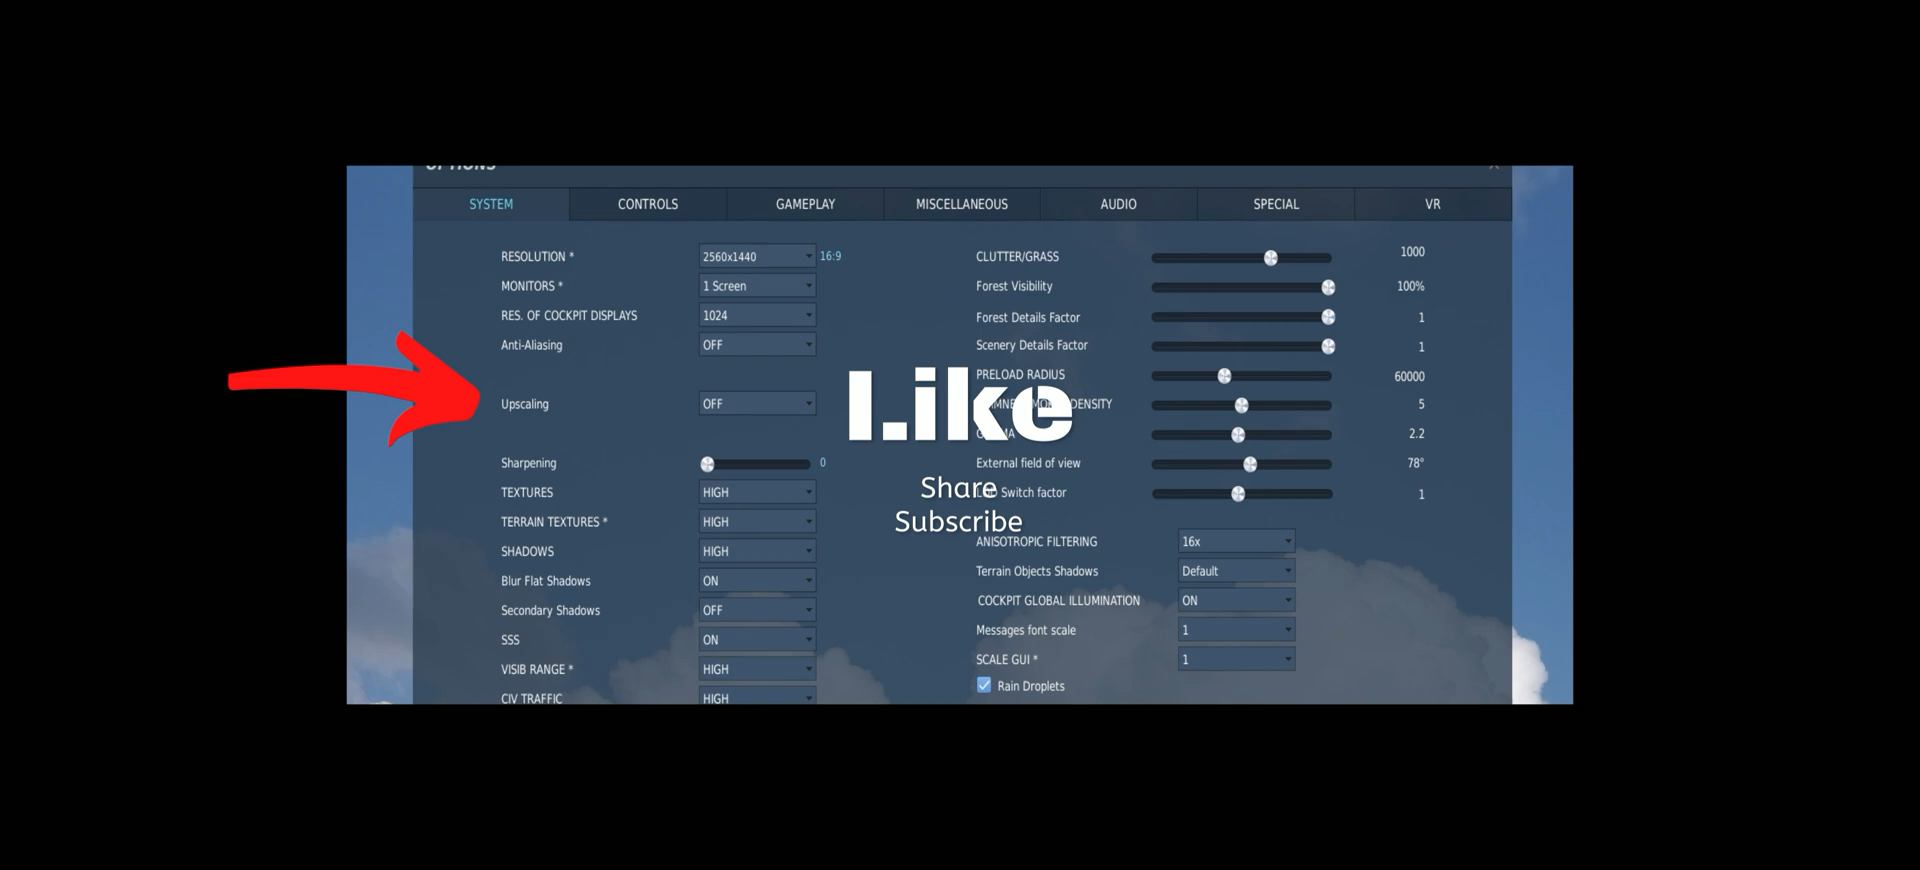 OPTIONS
SYSTEM CONTROLS GAMEPLAY MISCELLANEOUS AUDIO SPECIAL VR
RESOLUTION * 2560x1440 16:9
MONITORS * 1 Screen
RES. OF COCKPIT DISPLAYS 1024
Anti-Aliasing OFF
Upscaling OFF
Sharpening 0
TEXTURES HIGH
TERRAIN TEXTURES * HIGH
SHADOWS HIGH
Blur Flat Shadows ON
Secondary Shadows OFF
SSS ON
VISIB RANGE * HIGH
CIV TRAFFIC HIGH
CLUTTER/GRASS 1000
Forest Visibility 100%
Forest Details Factor 1
Scenery Details Factor 1
PRELOAD RADIUS 60000
DENSITY 5
2.2
External field of view 78°
Switch factor 1
ANISOTROPIC FILTERING 16x
Terrain Objects Shadows Default
COCKPIT GLOBAL ILLUMINATION ON
Messages font scale 1
SCALE GUI * 1
Rain Droplets
Like
Share
Subscribe